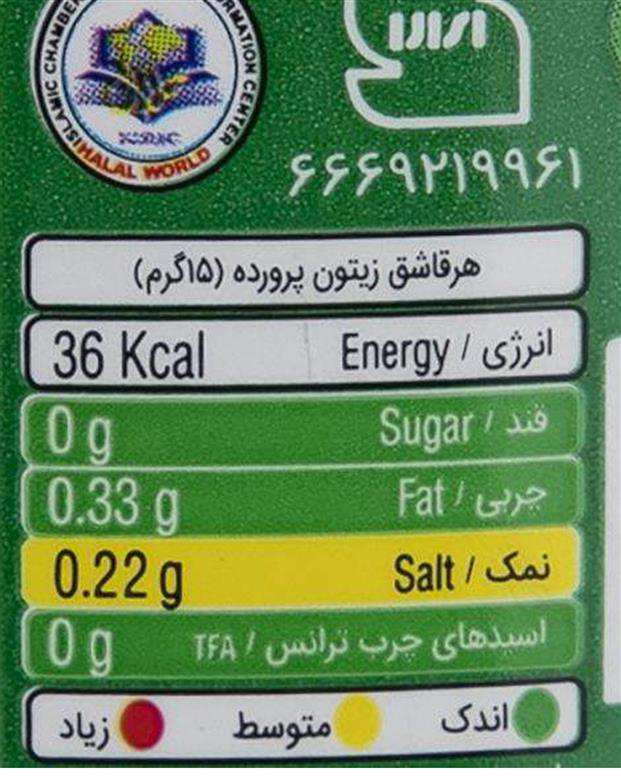 ISLAMIC CHAMBER
INFORMATION CENTER
HALAL WORLD
۶۶۶۹۲۱۹۹۶۱
هرقاشق زیتون پرورده (۱۵گرم)
انرژی / Energy 36 Kcal
قند / Sugar 0 g
چربی / Fat 0.33 g
نمک / Salt 0.22 g
اسیدهای چرب ترانس / TFA 0 g
اندک متوسط زیاد